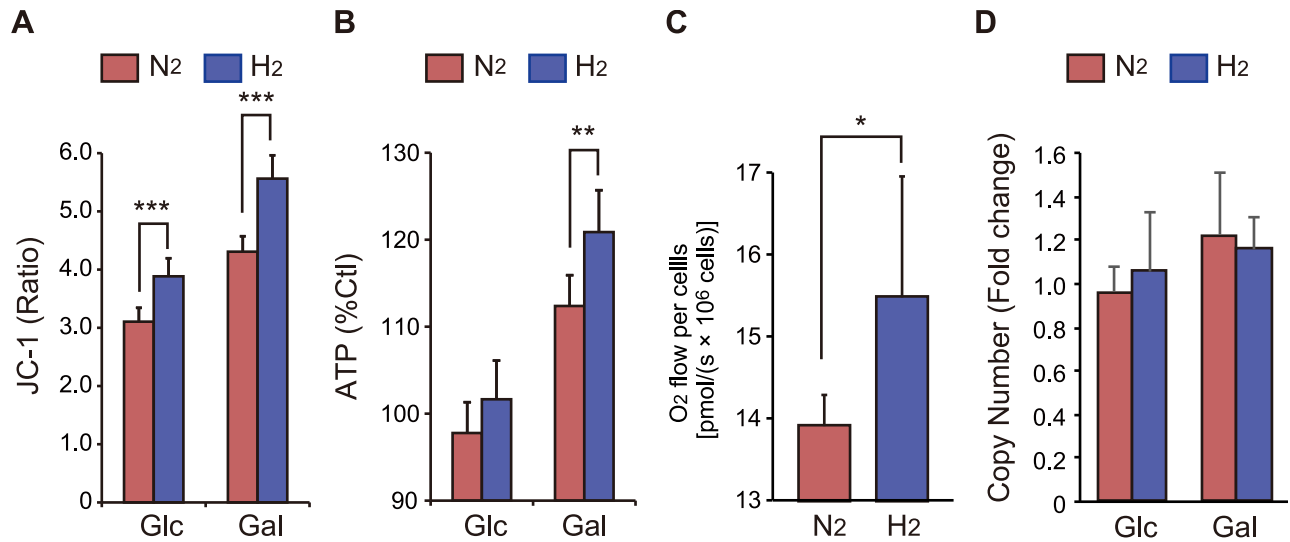 A
N2 H2
***
***
JC-1 (Ratio)
6.0
5.0
4.0
3.0
2.0
1.0
0
Glc Gal
B
N2 H2
**
ATP (%Ctl)
130
120
110
100
90
Glc Gal
C
*
O2 flow per cellls
[pmol/(s × 10⁶ cells)]
17
16
15
14
13
N2 H2
D
N2 H2
Copy Number (Fold change)
1.6
1.4
1.2
1.0
0.8
0.6
0.4
0.2
0
Glc Gal